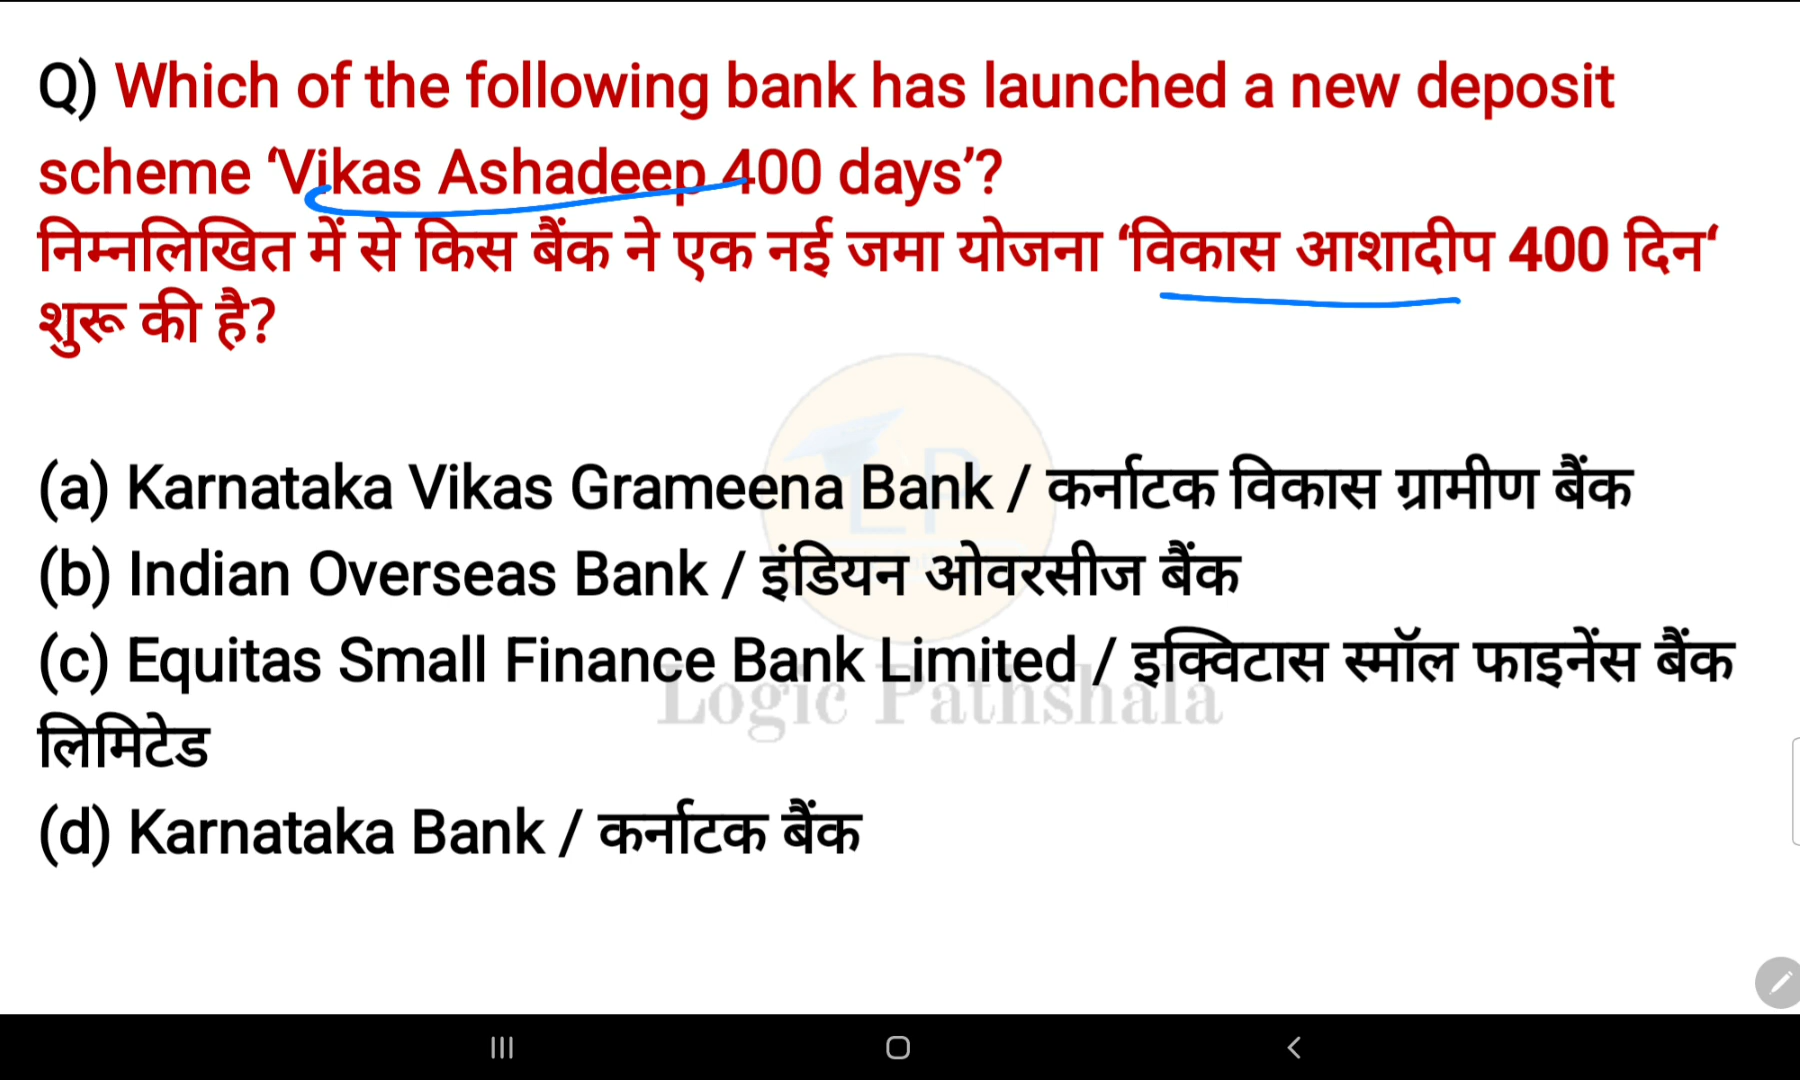 Q) Which of the following bank has launched a new deposit
scheme ‘Vikas Ashadeep 400 days’?
निम्नलिखित में से किस बैंक ने एक नई जमा योजना ‘विकास आशादीप 400 दिन‘
शुरू की है?
(a) Karnataka Vikas Grameena Bank / कर्नाटक विकास ग्रामीण बैंक
(b) Indian Overseas Bank / इंडियन ओवरसीज बैंक
(c) Equitas Small Finance Bank Limited / इक्विटास स्मॉल फाइनेंस बैंक
लिमिटेड
Logic Pathshala
(d) Karnataka Bank / कर्नाटक बैंक